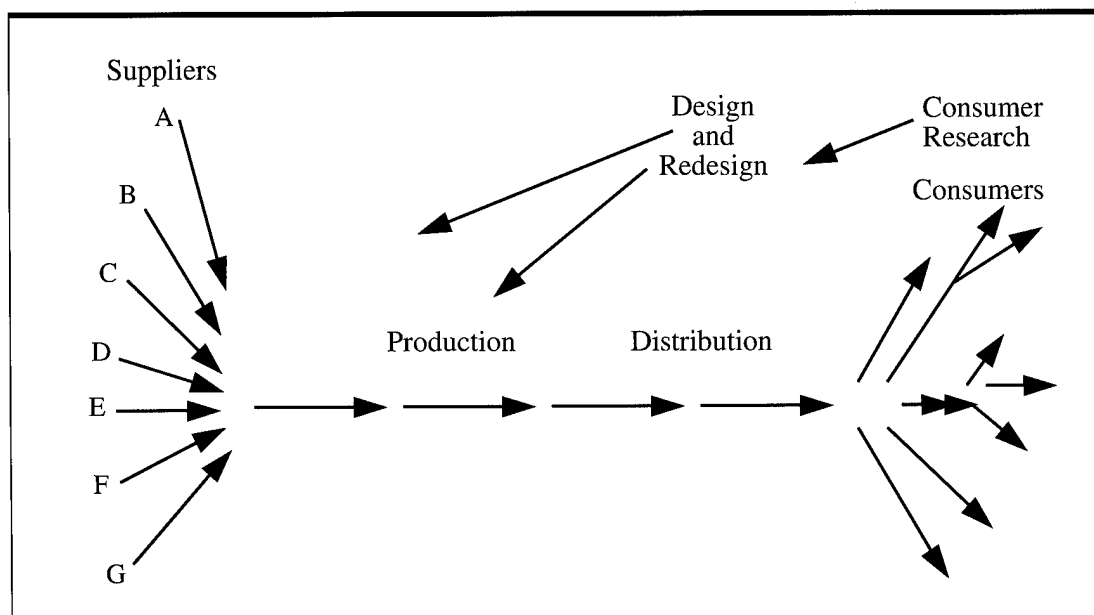 Suppliers
A
B
C
D
E
F
G
Design
and
Redesign
Consumer
Research
Consumers
Production
Distribution